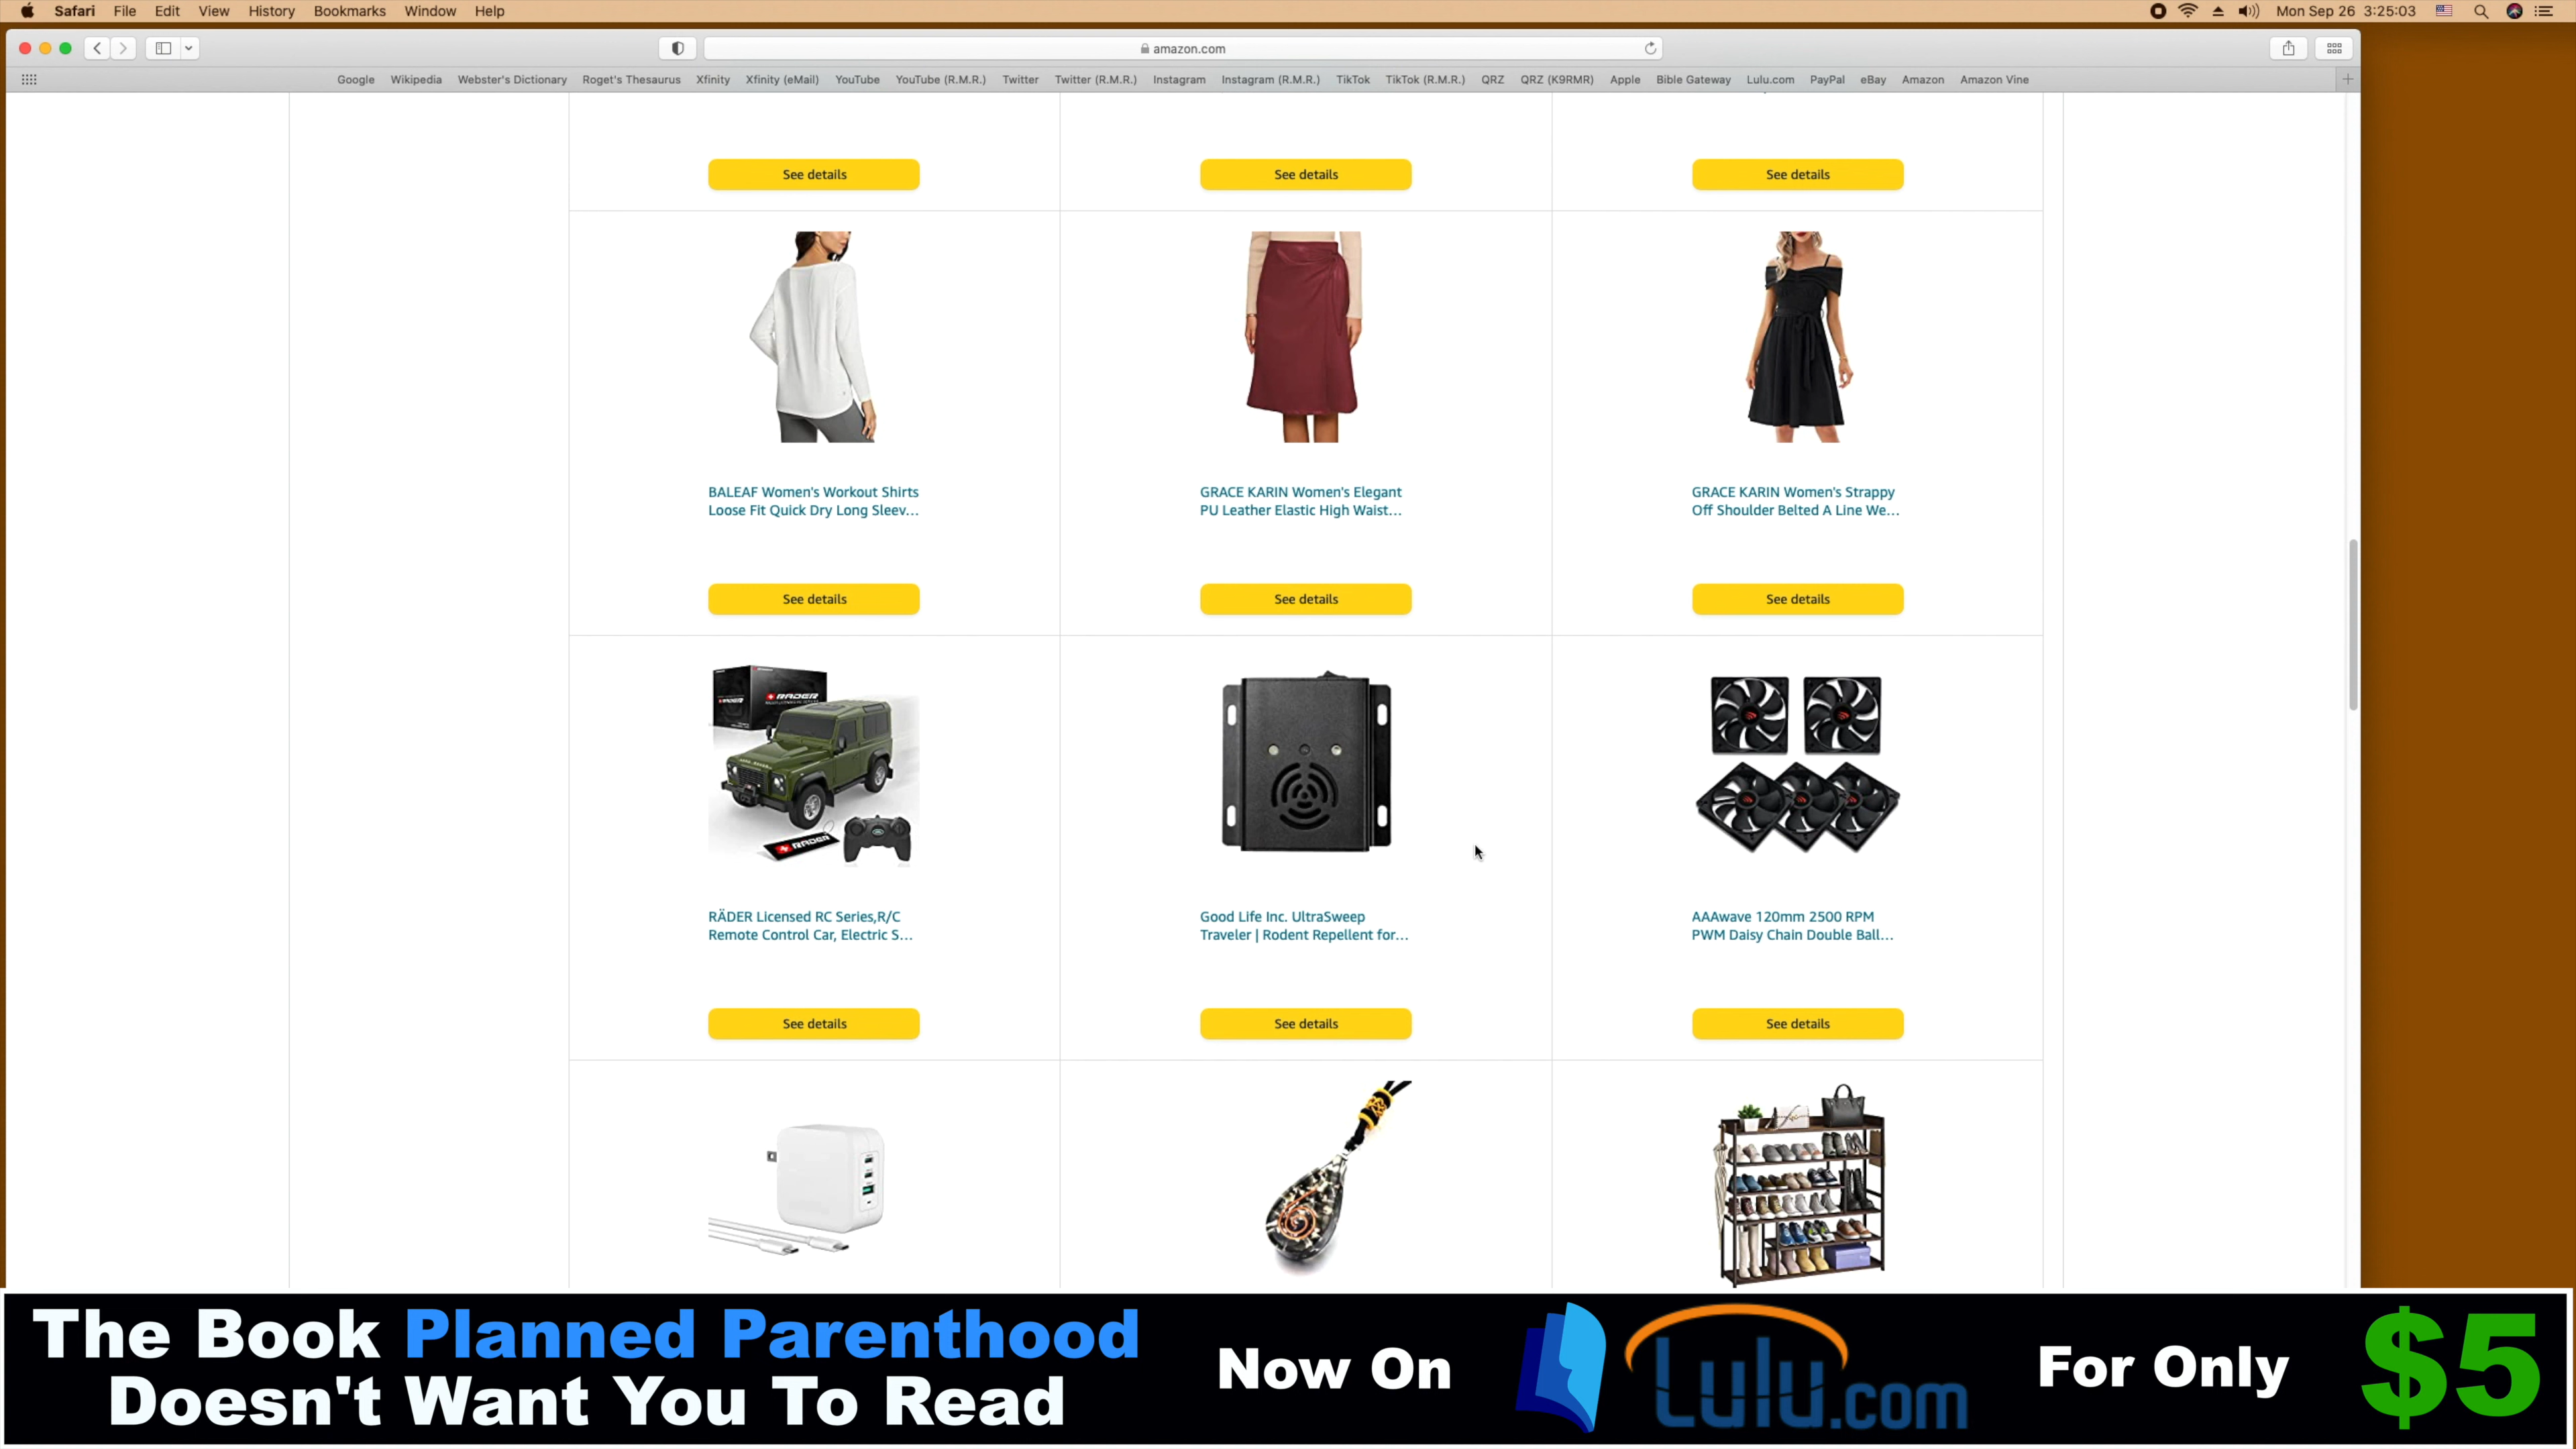 Safari File Edit View History Bookmarks Window Help Mon Sep 26 3:25:03
amazon.com
Google Wikipedia Webster's Dictionary Roget's Thesaurus Xfinity Xfinity (eMail) YouTube YouTube (R.M.R.) Twitter Twitter (R.M.R.) Instagram Instagram (R.M.R.) TikTok TikTok (R.M.R.) QRZ QRZ (K9RMR) Apple Bible Gateway Lulu.com PayPal eBay Amazon Amazon Vine
See details See details See details
BALEAF Women's Workout Shirts
Loose Fit Quick Dry Long Sleev...
GRACE KARIN Women's Elegant
PU Leather Elastic High Waist...
GRACE KARIN Women's Strappy
Off Shoulder Belted A Line We...
See details See details See details
RADER
RADER
RÄDER Licensed RC Series,R/C
Remote Control Car, Electric S...
Good Life Inc. UltraSweep
Traveler | Rodent Repellent for...
AAAwave 120mm 2500 RPM
PWM Daisy Chain Double Ball...
See details See details See details
The Book Planned Parenthood
Doesn't Want You To Read
Now On
Lulu.com
For Only
$5